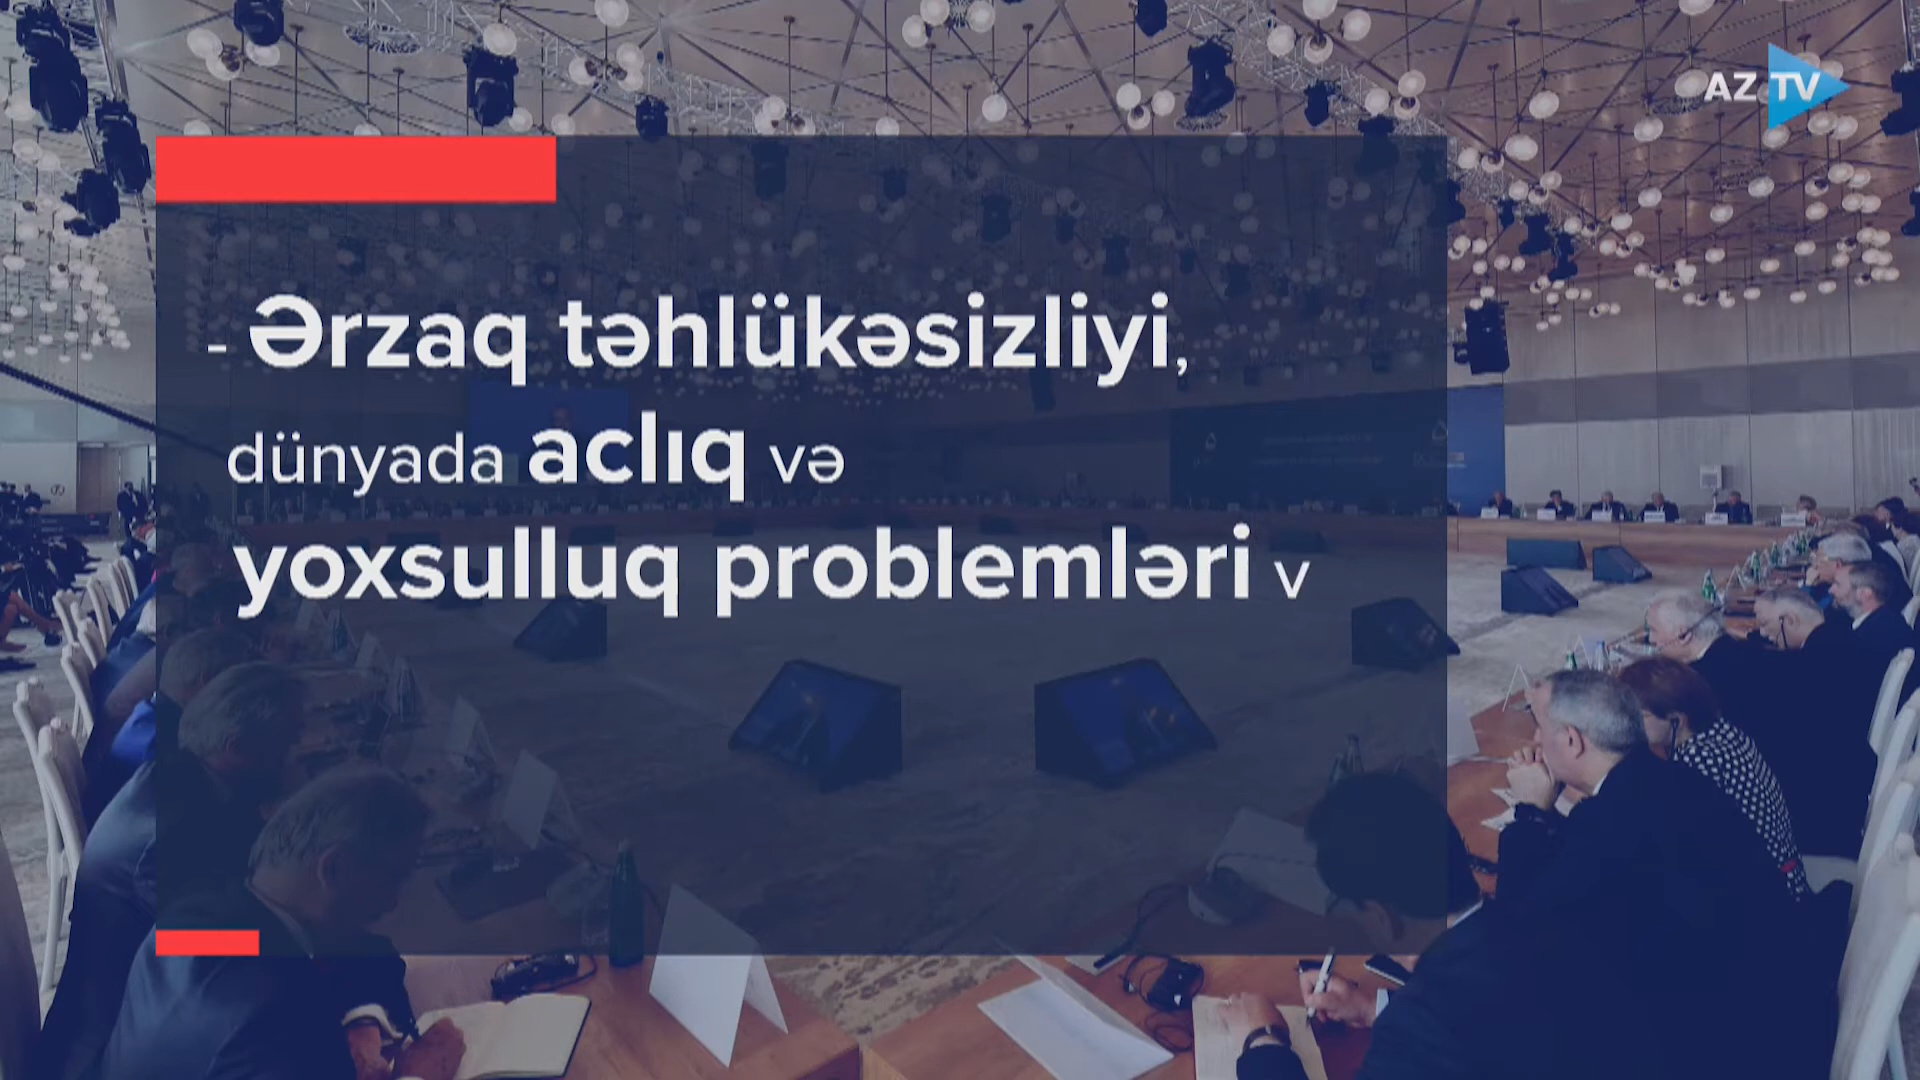 AZ TV
- Ərzaq təhlükəsizliyi,
dünyada aclıq və
yoxsulluq problemləri v